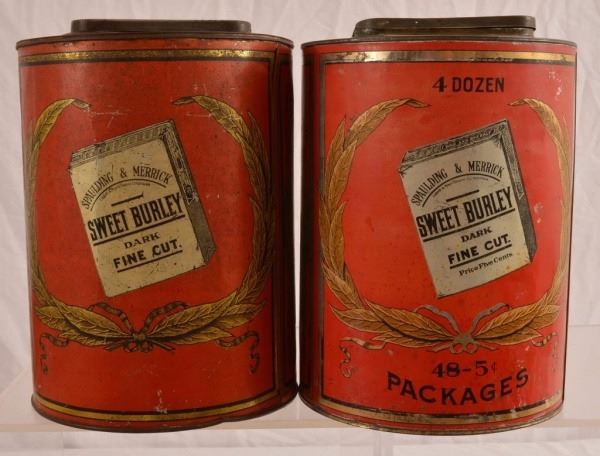 SPAULDING & MERRICK
SWEET BURLEY
DARK
FINE CUT.
4 DOZEN
SPAULDING & MERRICK
SWEET BURLEY
DARK
FINE CUT.
Price Five Cents
48-5¢
PACKAGES